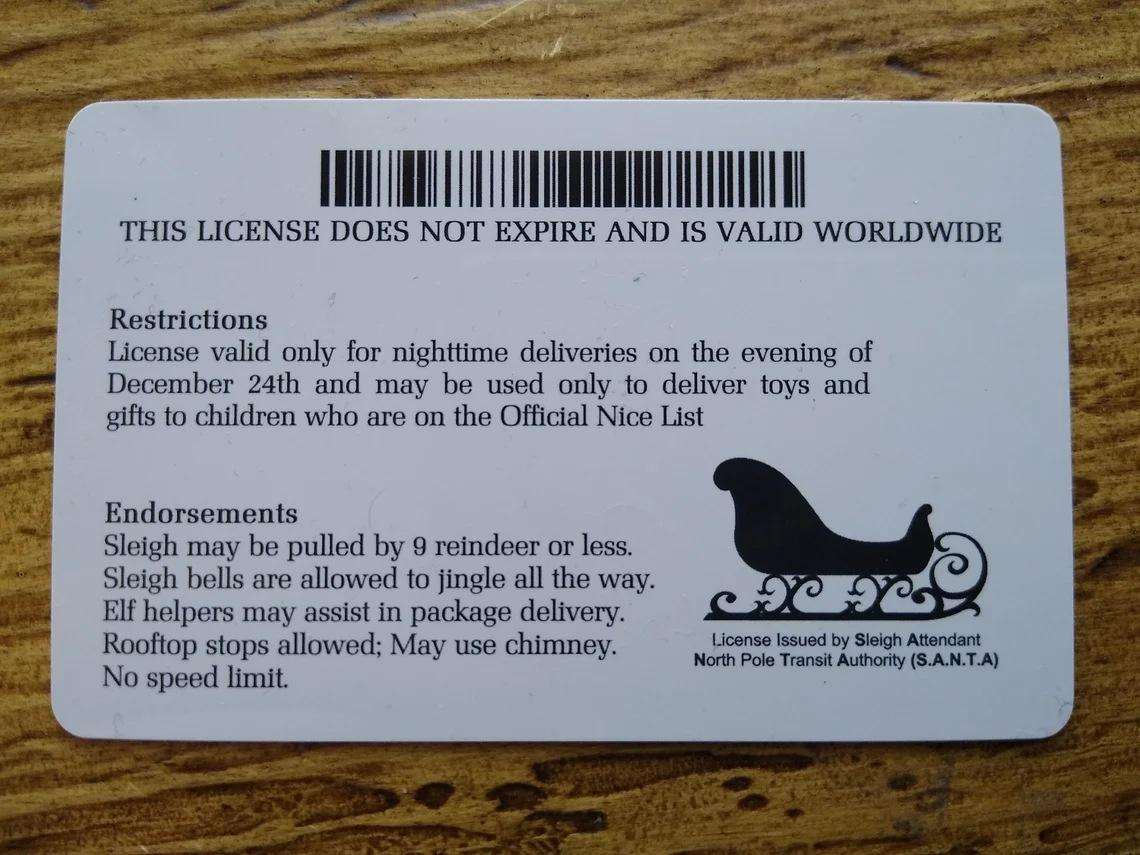 THIS LICENSE DOES NOT EXPIRE AND IS VALID WORLDWIDE
Restrictions
License valid only for nighttime deliveries on the evening of
December 24th and may be used only to deliver toys and
gifts to children who are on the Official Nice List
Endorsements
Sleigh may be pulled by 9 reindeer or less.
Sleigh bells are allowed to jingle all the way.
Elf helpers may assist in package delivery.
Rooftop stops allowed; May use chimney.
No speed limit.
License Issued by Sleigh Attendant
North Pole Transit Authority (S.A.N.T.A)